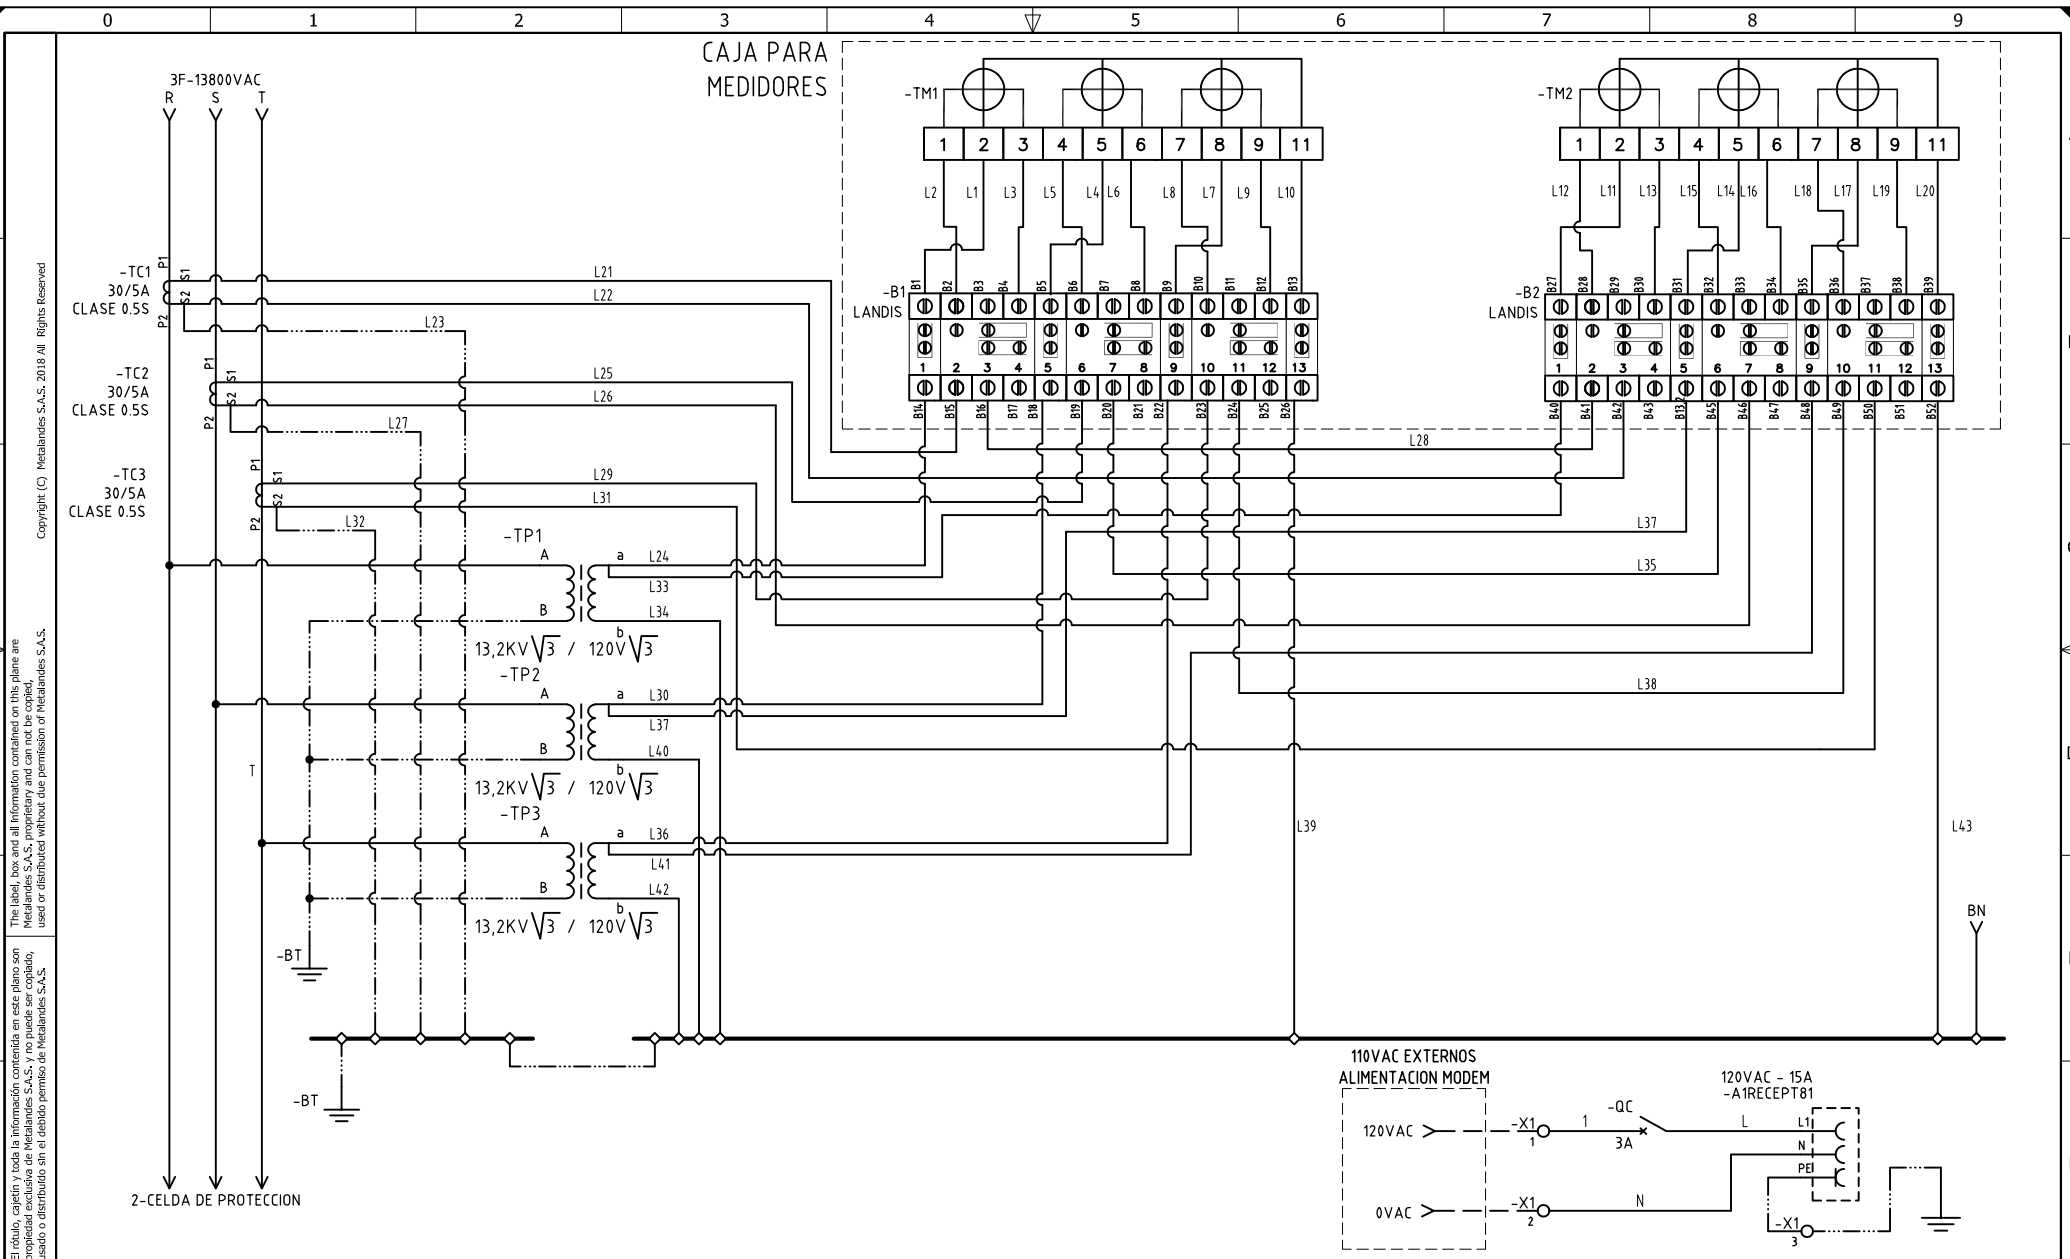 0 1 2 3 4 5 6 7 8 9
CAJA PARA
MEDIDORES
3F-13800VAC
R S T
-TM1
1 2 3 4 5 6 7 8 9 11
L2 L1 L3 L5 L4 L6 L8 L7 L9 L10
-TM2
1 2 3 4 5 6 7 8 9 11
L12 L11 L13 L15 L14 L16 L18 L17 L19 L20
-B1
LANDIS
B1 B2 B3 B4 B5 B6 B7 B8 B9 B10 B11 B12 B13
1 2 3 4 5 6 7 8 9 10 11 12 13
B14 B15 B16 B17 B18 B19 B20 B21 B22 B23 B24 B25 B26
-B2
LANDIS
B27 B28 B29 B30 B31 B32 B33 B34 B35 B36 B37 B38 B39
1 2 3 4 5 6 7 8 9 10 11 12 13
B40 B41 B42 B43 B45 B46 B47 B48 B49 B50 B51 B52
-TC1
30/5A
CLASE 0.5S
P1 S1 S2 P2
L21
L22
L23
-TC2
30/5A
CLASE 0.5S
P1 S1 S2 P2
L25
L26
L27
-TC3
30/5A
CLASE 0.5S
P1 S1 S2 P2
L29
L31
L32
L28
L37
L35
L38
L39
L43
-TP1
A a L24
L33
B L34
b
13,2KV√3 / 120V√3
-TP2
A a L30
L37
B L40
b
13,2KV√3 / 120V√3
T
-TP3
A a L36
L41
B L42
b
13,2KV√3 / 120V√3
-BT
-BT
BN
2-CELDA DE PROTECCION
110VAC EXTERNOS
ALIMENTACION MODEM
120VAC
-X1
1
1
-QC
3A
L
120VAC - 15A
-A1RECEPT81
L1
N
PE
0VAC
-X1
2
N
-X1
3
Copyright (C) Metalandes S.A.S. 2018 All Rights Reserved
The label, box and all information contained on this plane are
Metalandes S.A.S. proprietary and can not be copied,
used or distributed without due permission of Metalandes S.A.S.
El rótulo, cajetín y toda la información contenida en este plano son
propiedad exclusiva de Metalandes S.A.S. y no puede ser copiado,
usado o distribuido sin el debido permiso de Metalandes S.A.S.